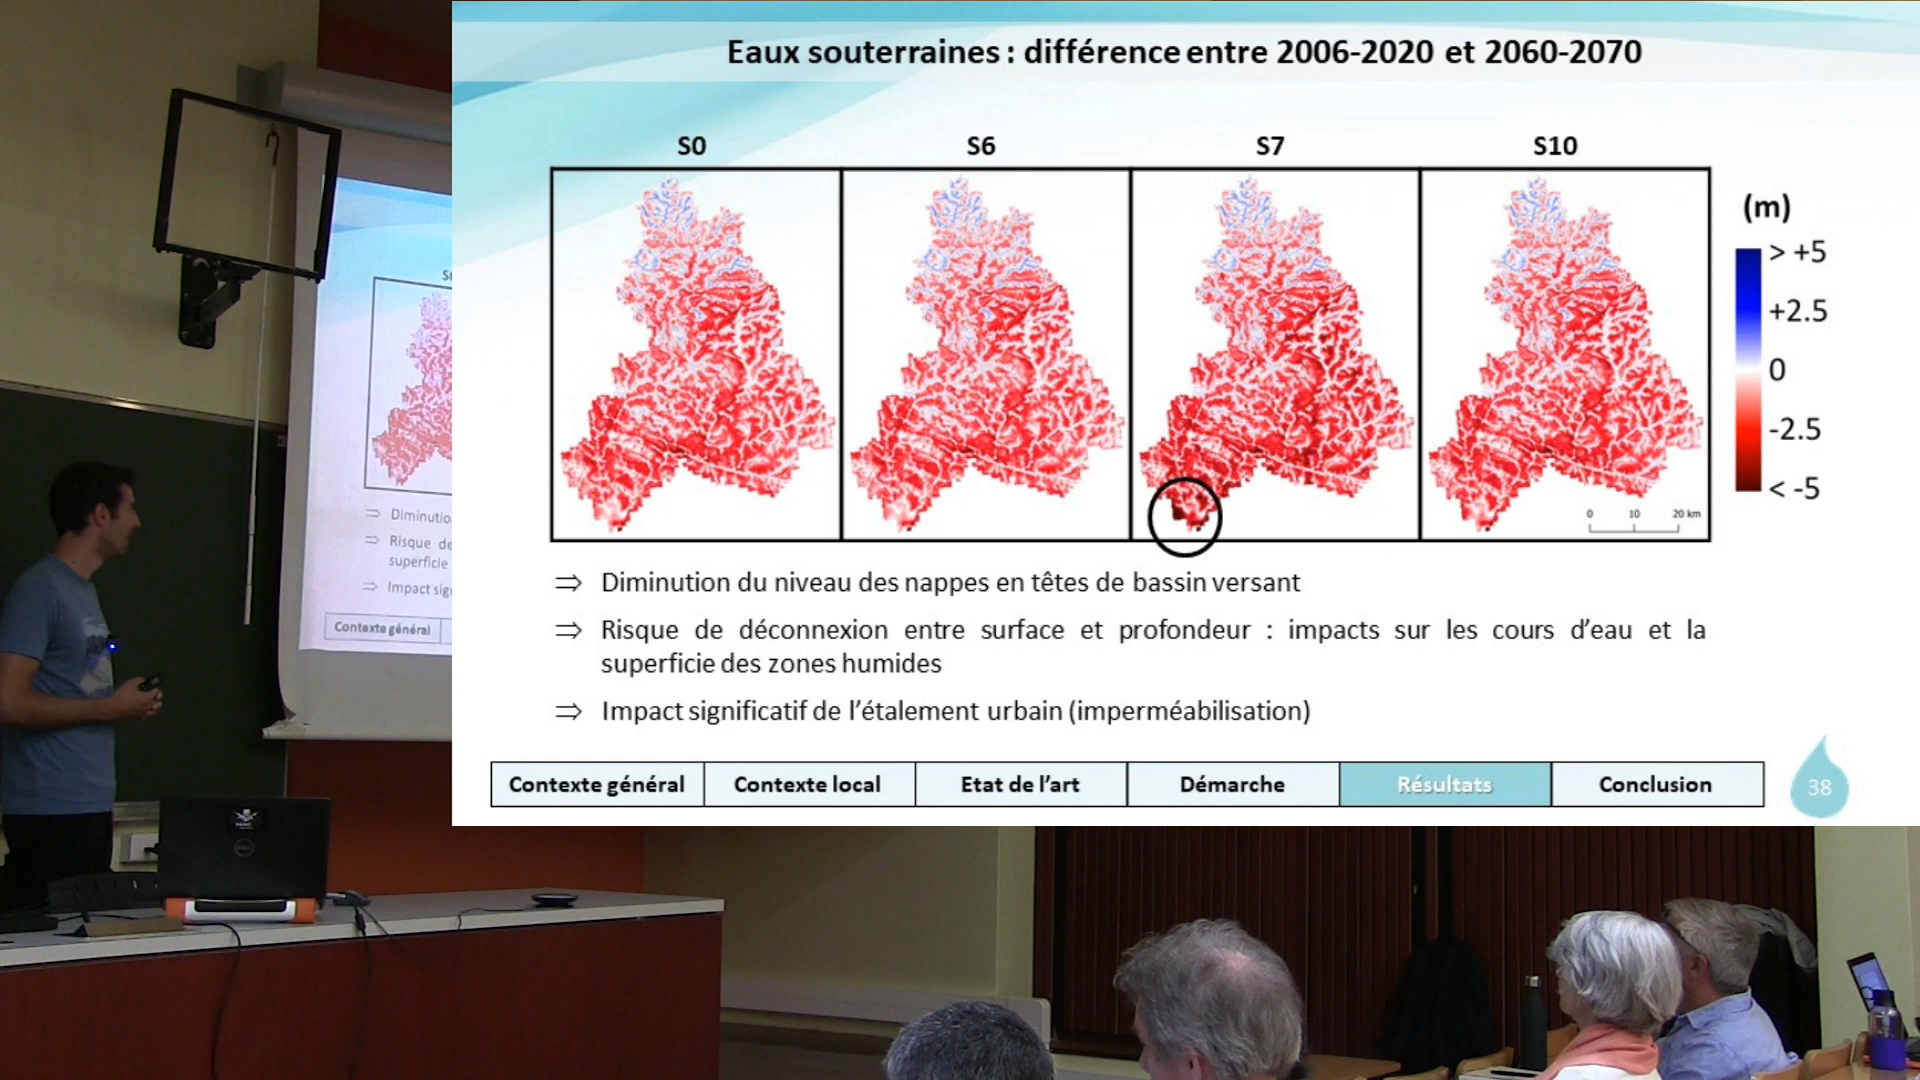 Eaux souterraines : différence entre 2006-2020 et 2060-2070
S0 S6 S7 S10
(m)
> +5
+2.5
0
-2.5
< -5
0 10 20 km
⇒ Diminution du niveau des nappes en têtes de bassin versant
⇒ Risque de déconnexion entre surface et profondeur : impacts sur les cours d'eau et la
superficie des zones humides
⇒ Impact significatif de l'étalement urbain (imperméabilisation)
Contexte général Contexte local Etat de l'art Démarche Résultats Conclusion
38
⇒ Diminutio
⇒ Risque de
superficie
⇒ Impact sig
Contexte général
DELL